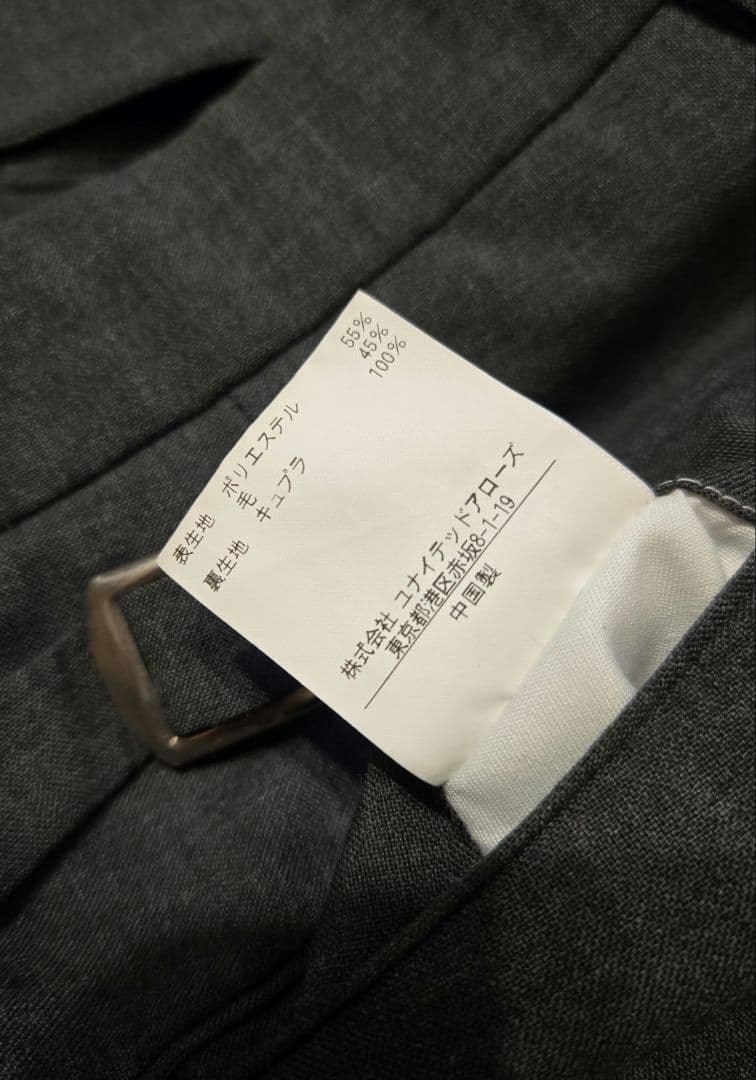 表生地 ポリエステル 55%
毛 45%
裏生地 キュプラ 100%
株式会社 ユナイテッドアローズ
東京都港区赤坂8-1-19
中国製